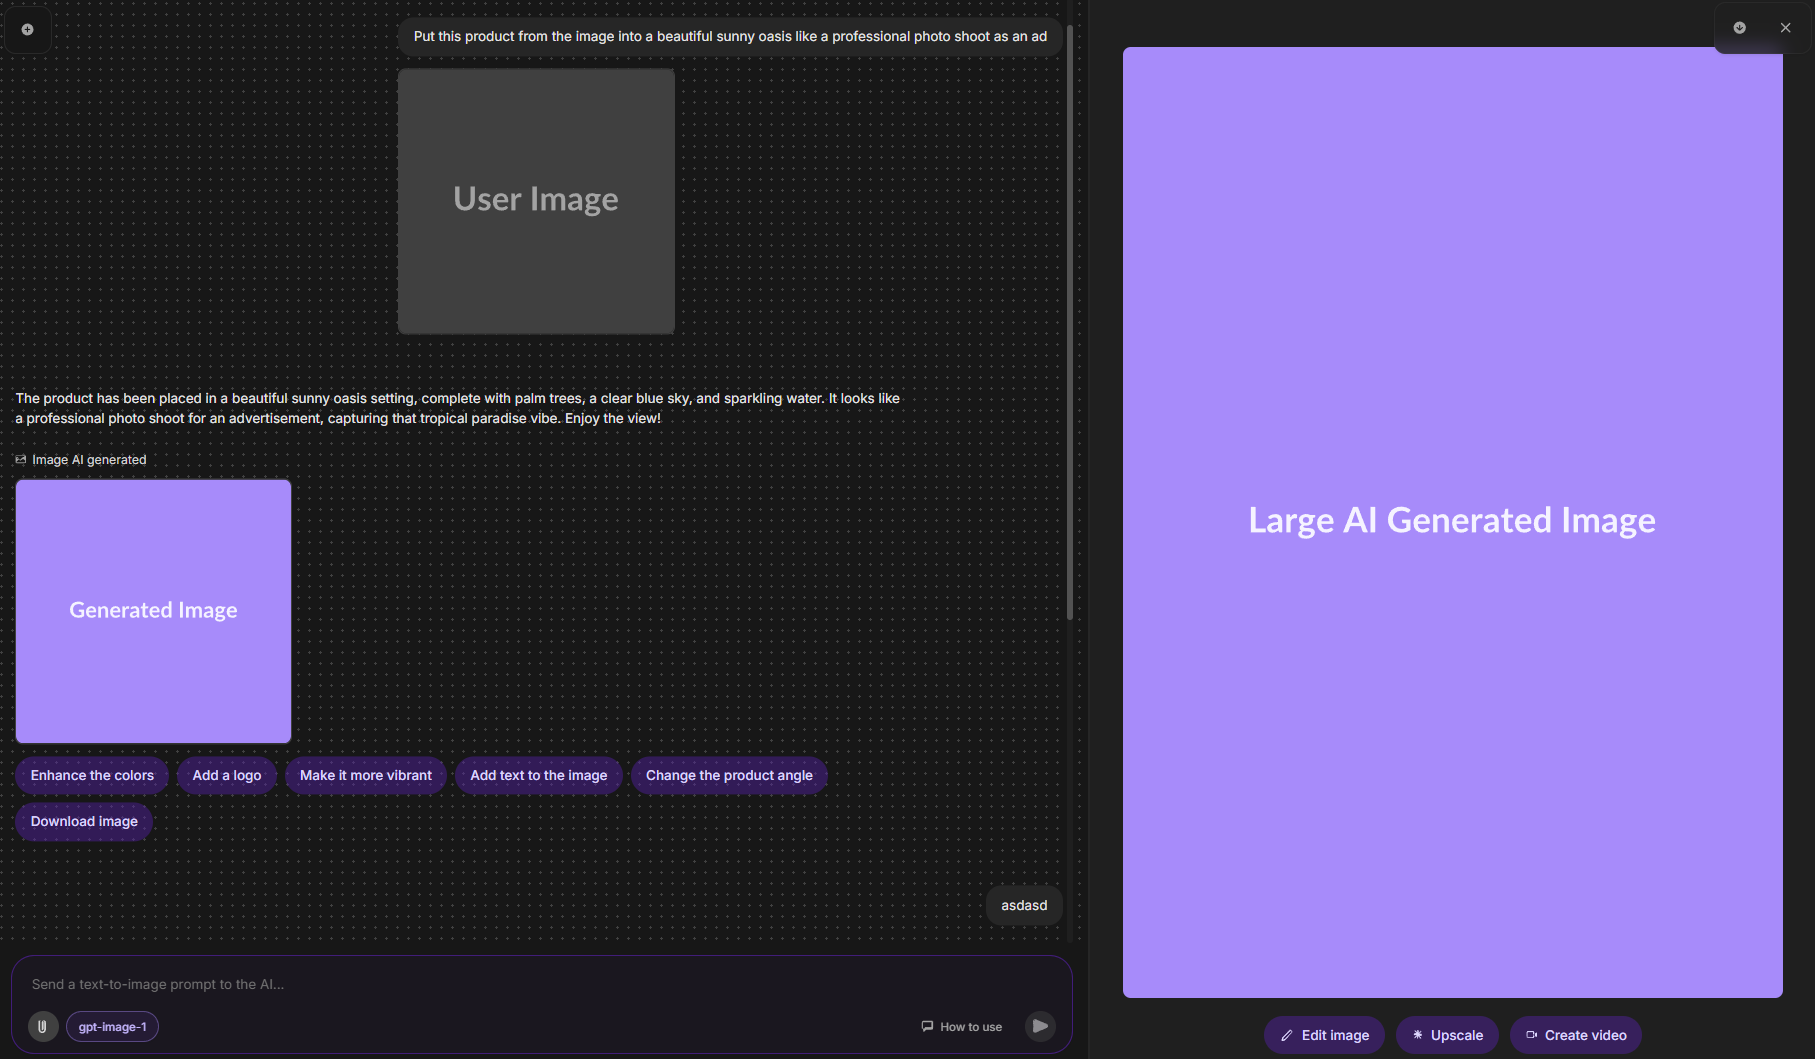 Put this product from the image into a beautiful sunny oasis like a professional photo shoot as an ad
User Image
The product has been placed in a beautiful sunny oasis setting, complete with palm trees, a clear blue sky, and sparkling water. It looks like
a professional photo shoot for an advertisement, capturing that tropical paradise vibe. Enjoy the view!
Image AI generated
Generated Image
Enhance the colors
Add a logo
Make it more vibrant
Add text to the image
Change the product angle
Download image
asdasd
Send a text-to-image prompt to the AI...
gpt-image-1
How to use
Large AI Generated Image
Edit image
Upscale
Create video